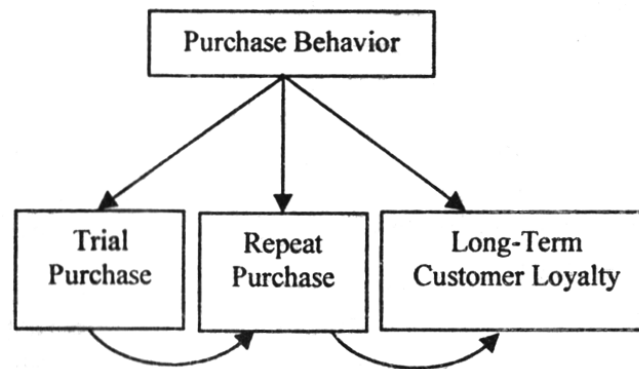 Purchase Behavior
Trial
Purchase
Repeat
Purchase
Long-Term
Customer Loyalty